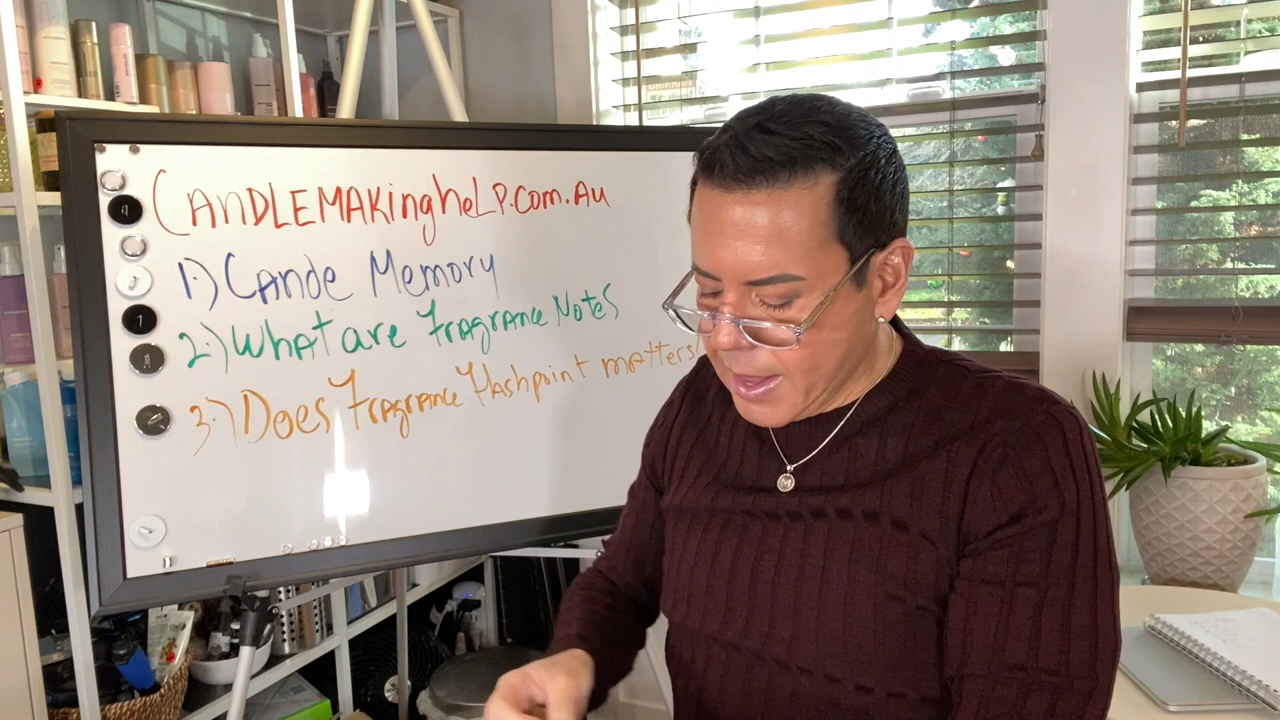 CANDLEMAKingheLP.com.Au
1.) Cande Memory
2.) What are Fragrance Notes
3.) Does Fragrance Flashpoint matters